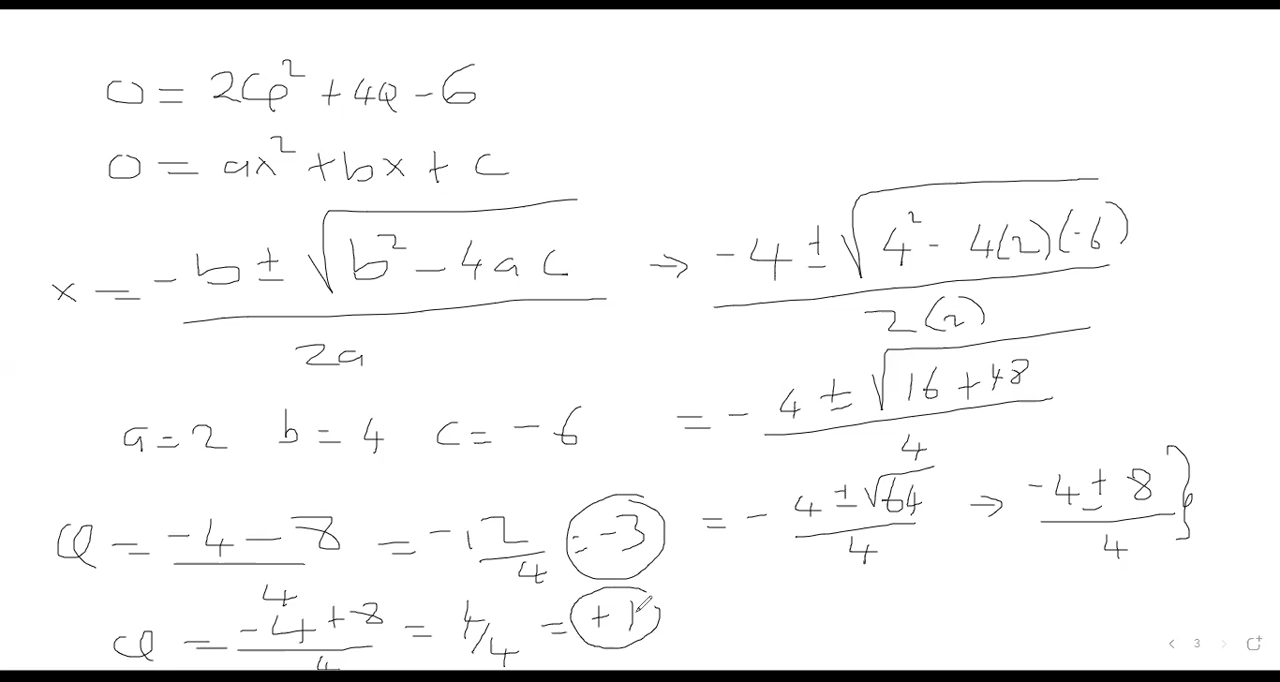 0 = 2Q² + 4Q - 6
0 = ax² + bx + c
x = (-b ± √(b² - 4ac)) / 2a → (-4 ± √(4² - 4(2)(-6))) / 2(2)
= (-4 ± √(16 + 48)) / 4
a = 2 b = 4 c = -6
= (-4 ± √64) / 4 → (-4 ± 8) / 4 }
Q = (-4 - 8) / 4 = -12/4 = -3
Q = (-4 + 8) / 4 = 4/4 = +1
< 3 >